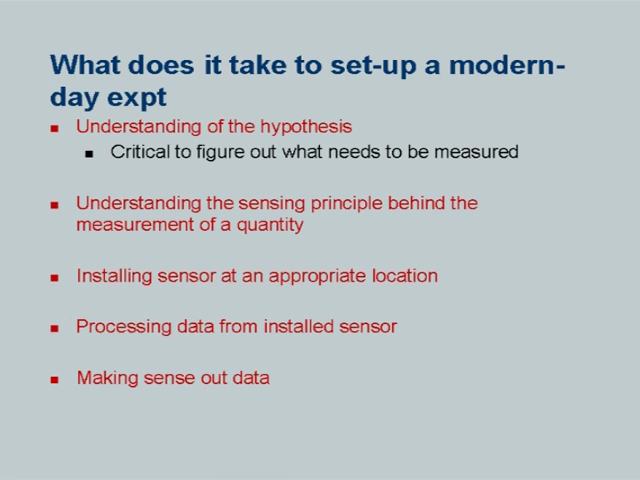 What does it take to set-up a modern-
day expt
Understanding of the hypothesis
Critical to figure out what needs to be measured
Understanding the sensing principle behind the
measurement of a quantity
Installing sensor at an appropriate location
Processing data from installed sensor
Making sense out data